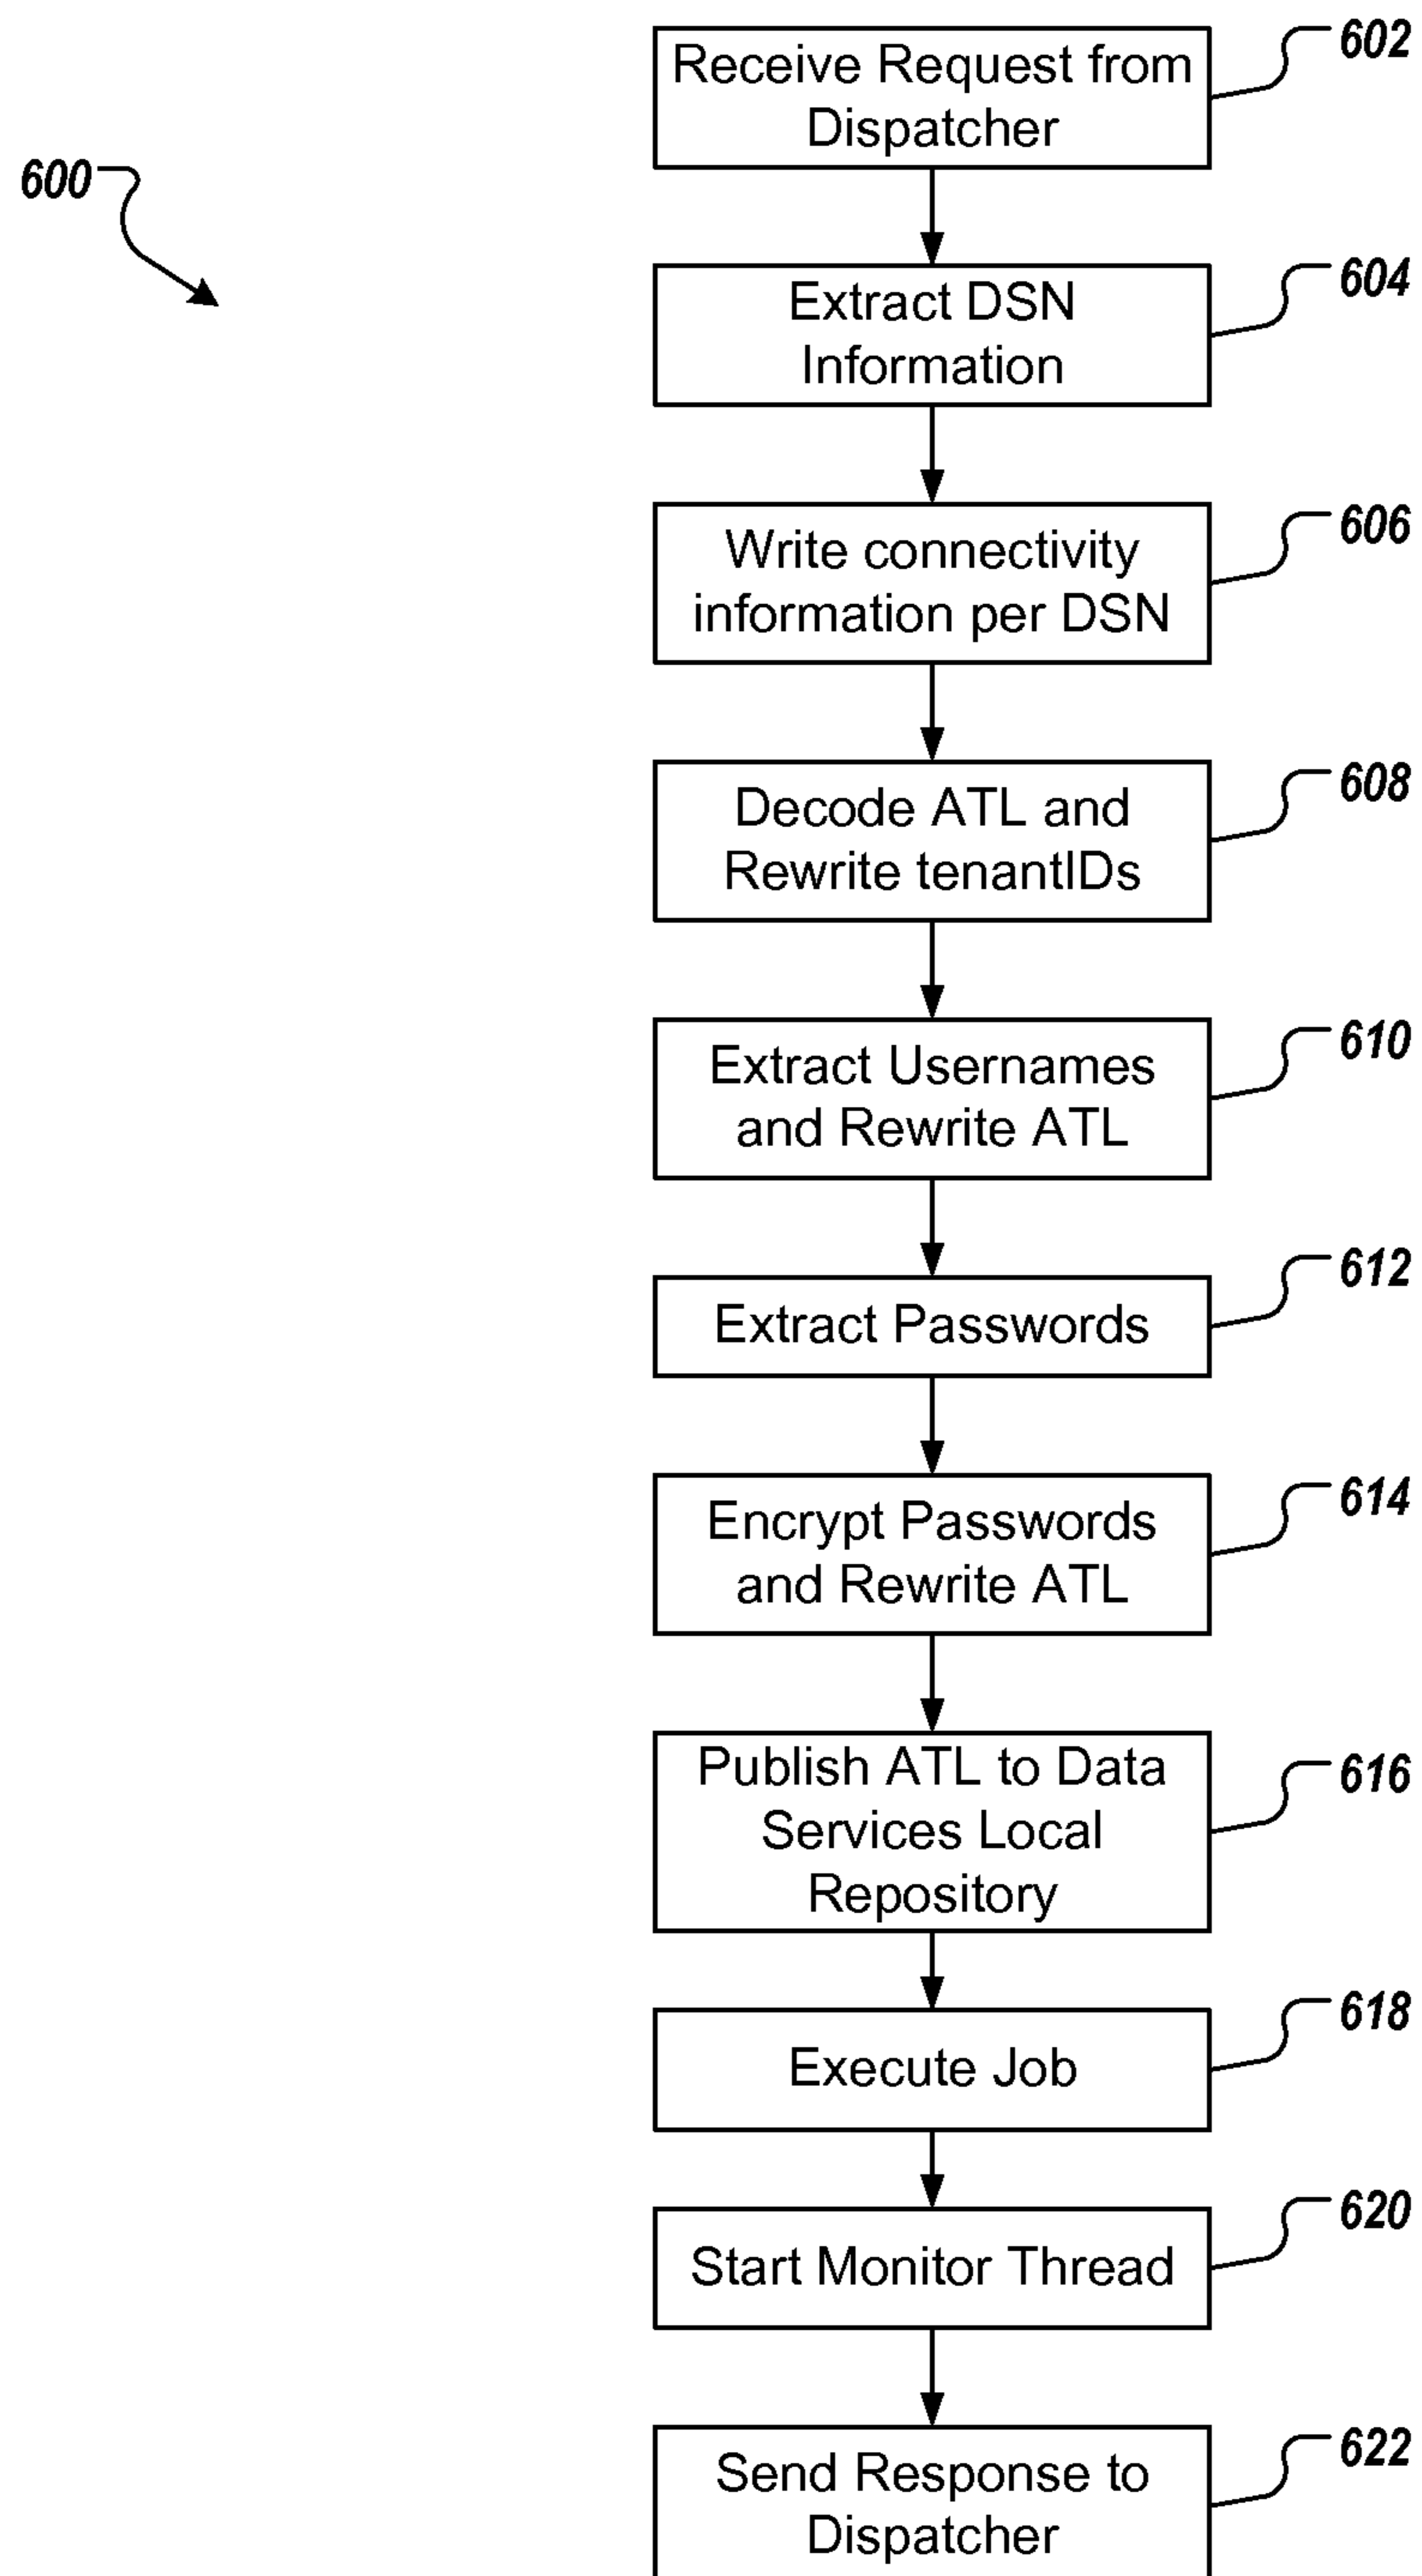 602
Receive Request from
Dispatcher
600
604
Extract DSN
Information
606
Write connectivity
information per DSN
608
Decode ATL and
Rewrite tenantIDs
610
Extract Usernames
and Rewrite ATL
612
Extract Passwords
614
Encrypt Passwords
and Rewrite ATL
616
Publish ATL to Data
Services Local
Repository
618
Execute Job
620
Start Monitor Thread
622
Send Response to
Dispatcher